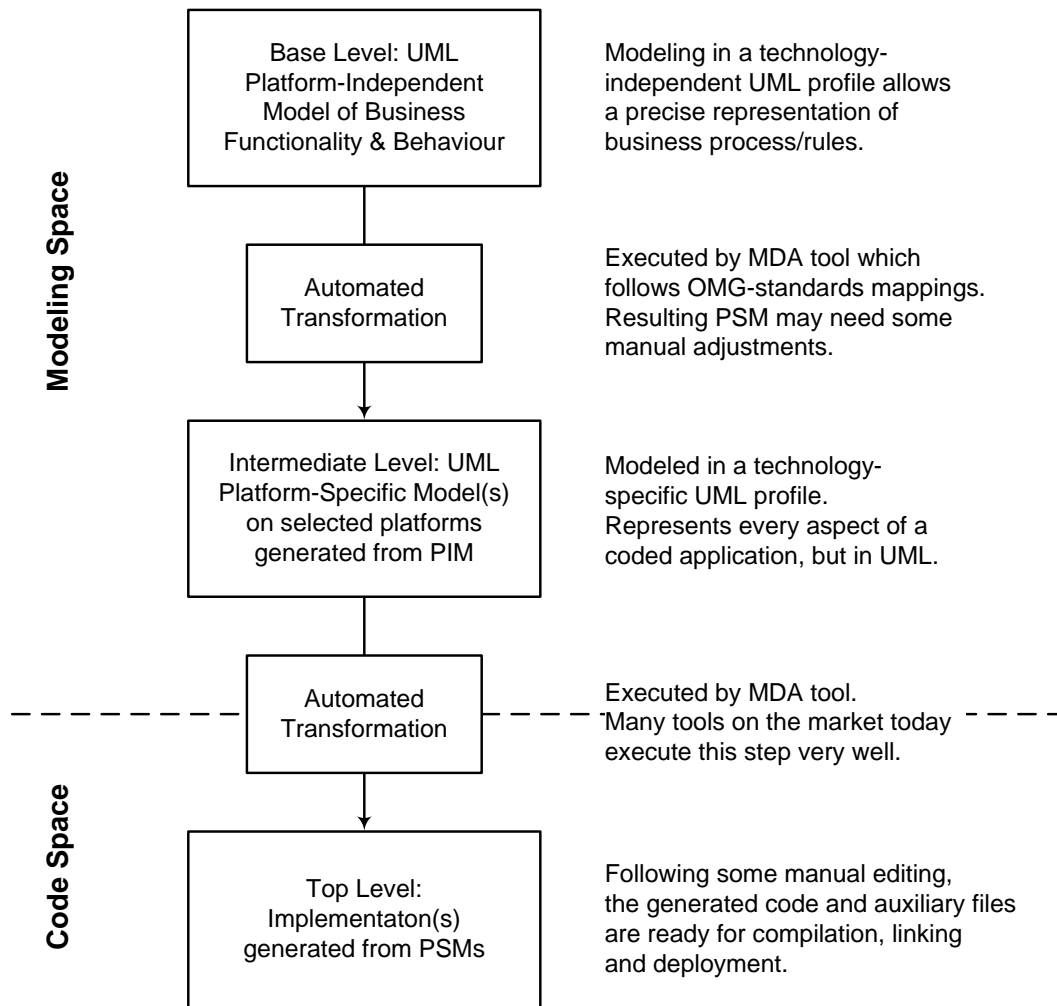 Base Level: UML
Platform-Independent
Model of Business
Functionality & Behaviour
Modeling in a technology-
independent UML profile allows
a precise representation of
business process/rules.
Modeling Space
Automated
Transformation
Executed by MDA tool which
follows OMG-standards mappings.
Resulting PSM may need some
manual adjustments.
Intermediate Level: UML
Platform-Specific Model(s)
on selected platforms
generated from PIM
Modeled in a technology-
specific UML profile.
Represents every aspect of a
coded application, but in UML.
Automated
Transformation
Executed by MDA tool.
Many tools on the market today
execute this step very well.
Code Space
Top Level:
Implementaton(s)
generated from PSMs
Following some manual editing,
the generated code and auxiliary files
are ready for compilation, linking
and deployment.